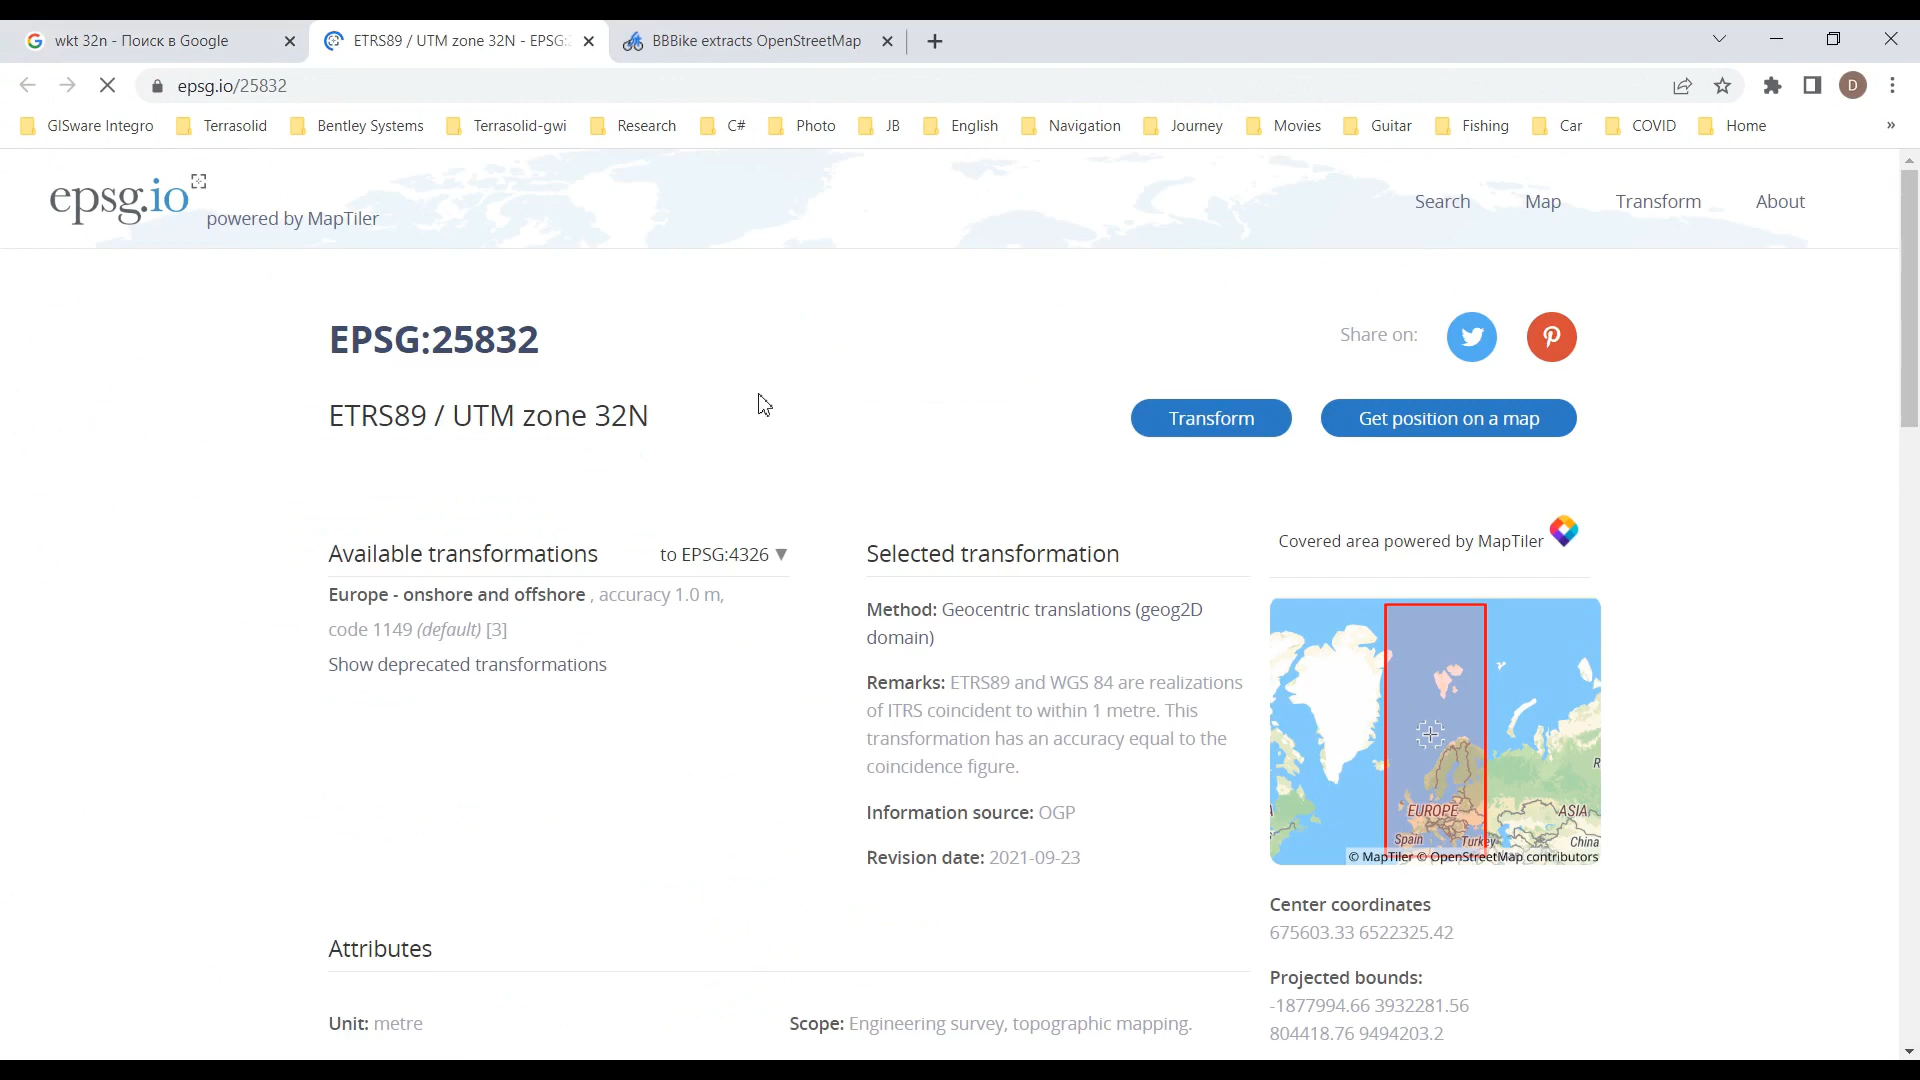 wkt 32n - Поиск в Google
ETRS89 / UTM zone 32N - EPSG:
BBBike extracts OpenStreetMap
epsg.io/25832
D
GISware Integro
Terrasolid
Bentley Systems
Terrasolid-gwi
Research
C#
Photo
JB
English
Navigation
Journey
Movies
Guitar
Fishing
Car
COVID
Home
»
epsg.io
powered by MapTiler
Search
Map
Transform
About
EPSG:25832
Share on:
ETRS89 / UTM zone 32N
Transform
Get position on a map
Available transformations
to EPSG:4326 ▼
Europe - onshore and offshore , accuracy 1.0 m,
code 1149 (default) [3]
Show deprecated transformations
Selected transformation
Method: Geocentric translations (geog2D
domain)
Remarks: ETRS89 and WGS 84 are realizations
of ITRS coincident to within 1 metre. This
transformation has an accuracy equal to the
coincidence figure.
Information source: OGP
Revision date: 2021-09-23
Covered area powered by MapTiler
R
EUROPE
ASIA
Spain
Turkey
China
© MapTiler © OpenStreetMap contributors
Center coordinates
675603.33 6522325.42
Projected bounds:
-1877994.66 3932281.56
804418.76 9494203.2
Attributes
Unit: metre
Scope: Engineering survey, topographic mapping.